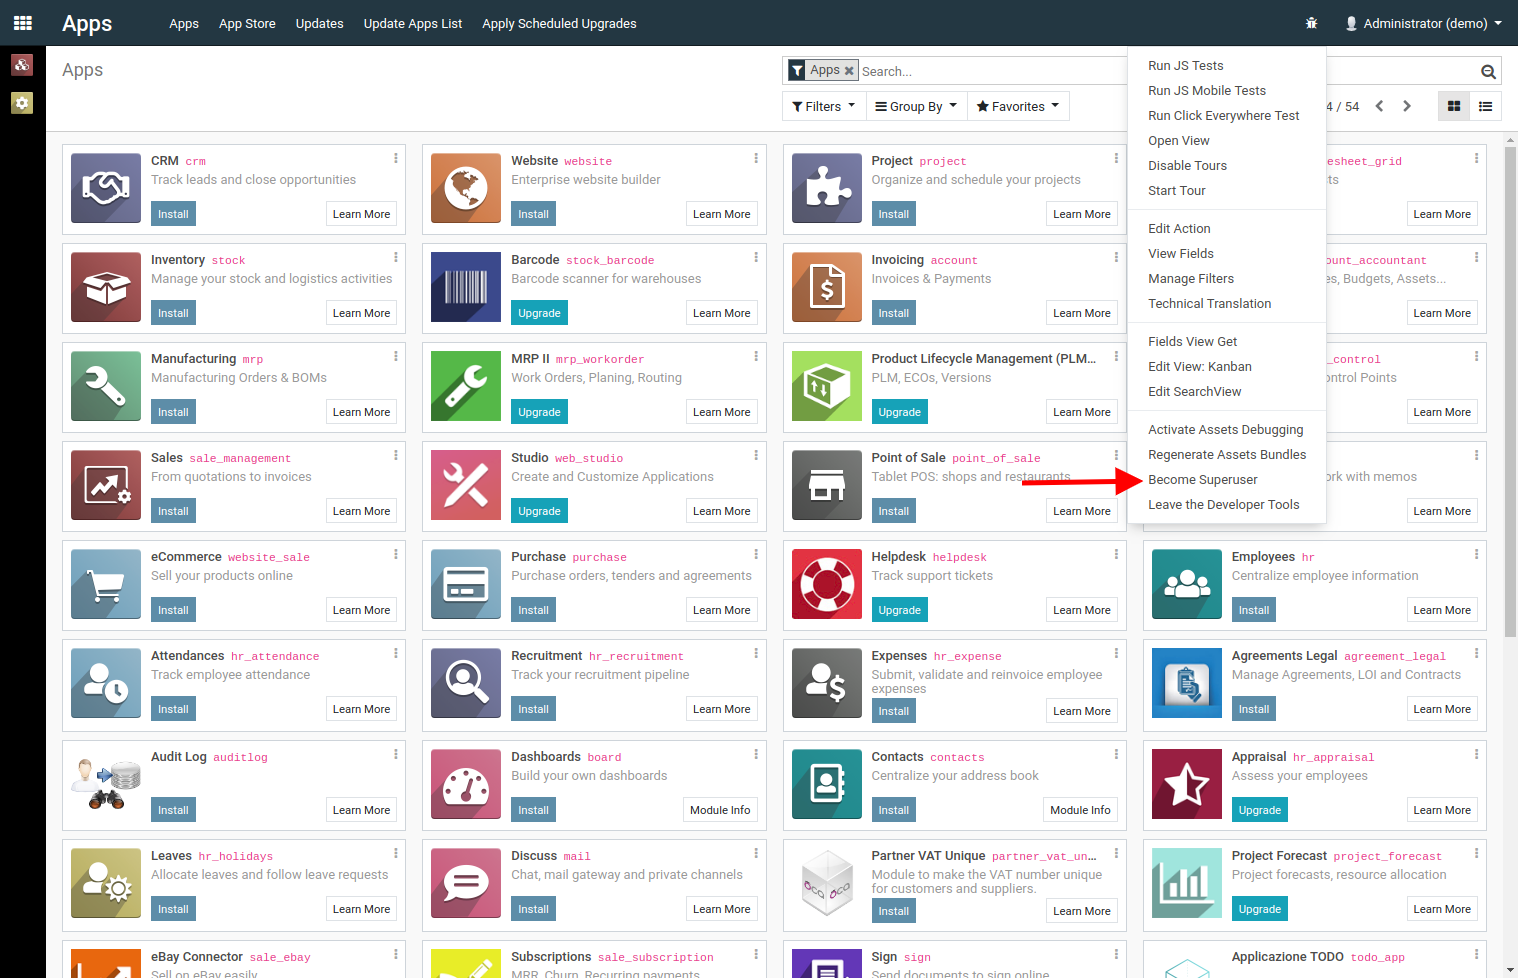 Apps
Apps App Store Updates Update Apps List Apply Scheduled Upgrades
Administrator (demo)
Apps
Apps Search...
Filters Group By Favorites
4 / 54
Run JS Tests
Run JS Mobile Tests
Run Click Everywhere Test
Open View
Disable Tours
Start Tour
Edit Action
View Fields
Manage Filters
Technical Translation
Fields View Get
Edit View: Kanban
Edit SearchView
Activate Assets Debugging
Regenerate Assets Bundles
Become Superuser
Leave the Developer Tools
CRM crm
Track leads and close opportunities
Install Learn More
Website website
Enterprise website builder
Install Learn More
Project project
Organize and schedule your projects
Install Learn More
esheet_grid
ts
Learn More
Inventory stock
Manage your stock and logistics activities
Install Learn More
Barcode stock_barcode
Barcode scanner for warehouses
Upgrade Learn More
Invoicing account
Invoices & Payments
Install Learn More
ount_accountant
es, Budgets, Assets...
Learn More
Manufacturing mrp
Manufacturing Orders & BOMs
Install Learn More
MRP II mrp_workorder
Work Orders, Planing, Routing
Upgrade Learn More
Product Lifecycle Management (PLM...
PLM, ECOs, Versions
Upgrade Learn More
_control
ontrol Points
Learn More
Sales sale_management
From quotations to invoices
Install Learn More
Studio web_studio
Create and Customize Applications
Upgrade Learn More
Point of Sale point_of_sale
Tablet POS: shops and restaurants
Install Learn More
rk with memos
Learn More
eCommerce website_sale
Sell your products online
Install Learn More
Purchase purchase
Purchase orders, tenders and agreements
Install Learn More
Helpdesk helpdesk
Track support tickets
Upgrade Learn More
Employees hr
Centralize employee information
Install Learn More
Attendances hr_attendance
Track employee attendance
Install Learn More
Recruitment hr_recruitment
Track your recruitment pipeline
Install Learn More
Expenses hr_expense
Submit, validate and reinvoice employee
expenses
Install Learn More
Agreements Legal agreement_legal
Manage Agreements, LOI and Contracts
Install Learn More
Audit Log auditlog
Install Learn More
Dashboards board
Build your own dashboards
Install Module Info
Contacts contacts
Centralize your address book
Install Module Info
Appraisal hr_appraisal
Assess your employees
Upgrade Learn More
Leaves hr_holidays
Allocate leaves and follow leave requests
Install Learn More
Discuss mail
Chat, mail gateway and private channels
Install Learn More
Partner VAT Unique partner_vat_un...
Module to make the VAT number unique
for customers and suppliers.
Install Learn More
Project Forecast project_forecast
Project forecasts, resource allocation
Upgrade Learn More
eBay Connector sale_ebay
Sell on eBay easily
Subscriptions sale_subscription
MRR, Churn, Recurring payments
Sign sign
Send documents to sign online
Applicazione TODO todo_app